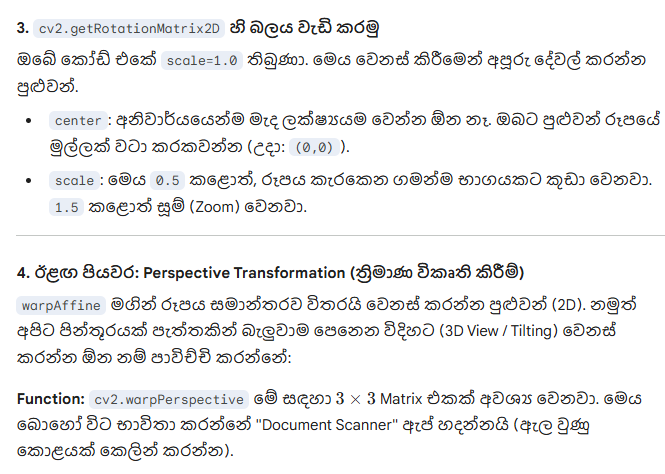 3. cv2.getRotationMatrix2D හි බලය වැඩි කරමු
ඔබේ කෝඩ් එකේ scale=1.0 තිබුණා. මෙය වෙනස් කිරීමෙන් අපූරු දේවල් කරන්න
පුළුවන්.
• center: අනිවාර්යයෙන්ම මැද ලක්ෂ්‍යයම වෙන්න ඕන නෑ. ඔබට පුළුවන් රූපයේ
මුල්ලක් වටා කරකවන්න (උදා: (0,0) ).
• scale: මෙය 0.5 කළොත්, රූපය කැරකෙන ගමන්ම භාගයකට කුඩා වෙනවා.
1.5 කළොත් සූම් (Zoom) වෙනවා.
4. ඊළඟ පියවර: Perspective Transformation (ත්‍රිමාණ විකෘති කිරීම්)
warpAffine මගින් රූපය සමාන්තරව විතරයි වෙනස් කරන්න පුළුවන් (2D). නමුත්
අපිට පින්තූරයක් පැත්තකින් බැලුවාම පෙනෙන විදිහට (3D View / Tilting) වෙනස්
කරන්න ඕන නම් පාවිච්චි කරන්නේ:
Function: cv2.warpPerspective මේ සඳහා 3 × 3 Matrix එකක් අවශ්‍ය වෙනවා. මෙය
බොහෝ විට භාවිතා කරන්නේ "Document Scanner" ඇප් හදන්නයි (ඇල වුණු
කොළයක් කෙලින් කරන්න).